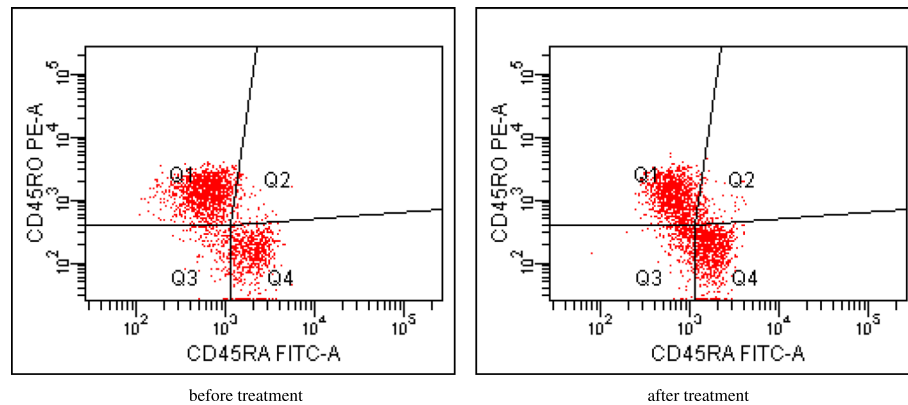 CD45RO PE-A
10^5
10^4
10^3
10^2
Q1
Q2
Q3
Q4
10^2
10^3
10^4
10^5
CD45RA FITC-A
before treatment
CD45RO PE-A
10^5
10^4
10^3
10^2
Q1
Q2
Q3
Q4
10^2
10^3
10^4
10^5
CD45RA FITC-A
after treatment